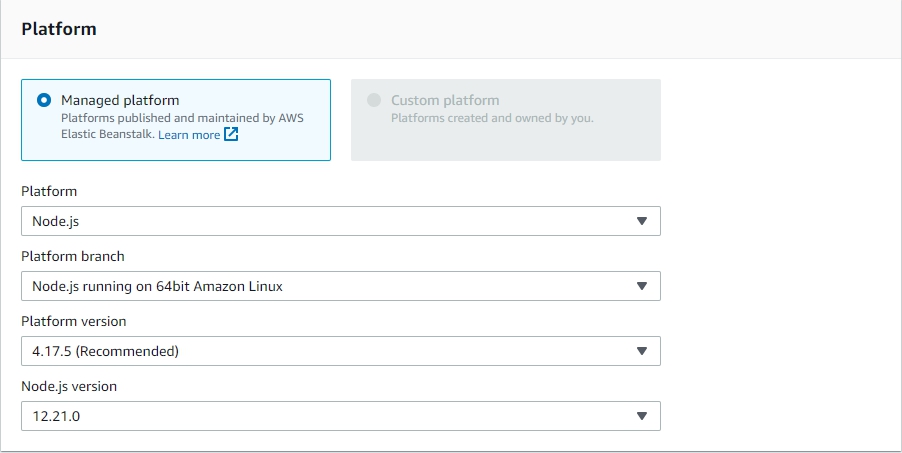 Platform
Managed platform
Platforms published and maintained by AWS
Elastic Beanstalk. Learn more
Custom platform
Platforms created and owned by you.
Platform
Node.js
Platform branch
Node.js running on 64bit Amazon Linux
Platform version
4.17.5 (Recommended)
Node.js version
12.21.0